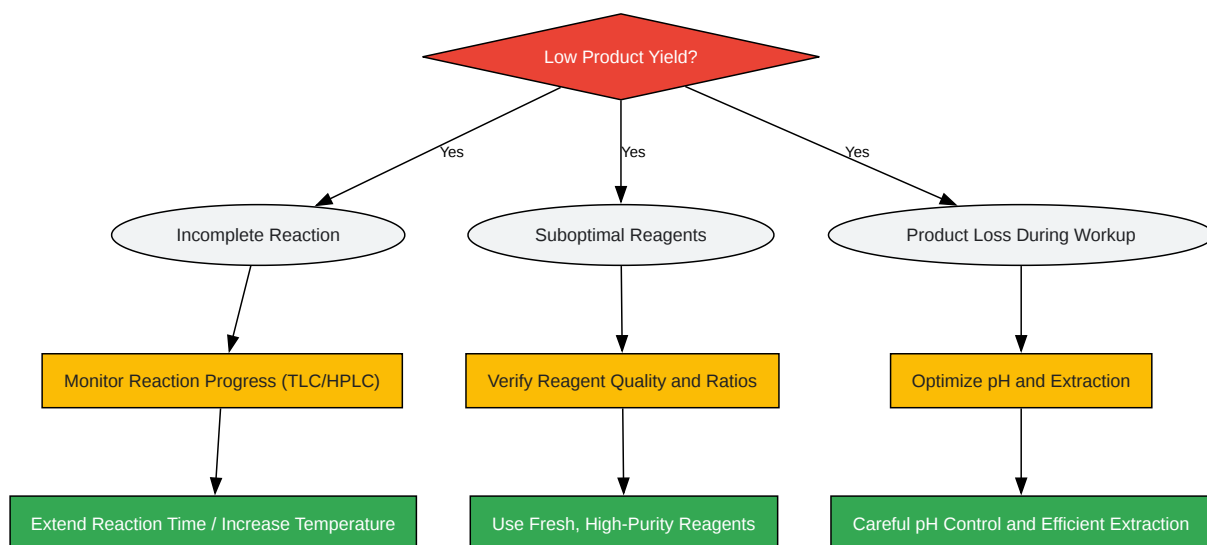 Low Product Yield?
Yes
Yes
Yes
Incomplete Reaction
Suboptimal Reagents
Product Loss During Workup
Monitor Reaction Progress (TLC/HPLC)
Verify Reagent Quality and Ratios
Optimize pH and Extraction
Extend Reaction Time / Increase Temperature
Use Fresh, High-Purity Reagents
Careful pH Control and Efficient Extraction